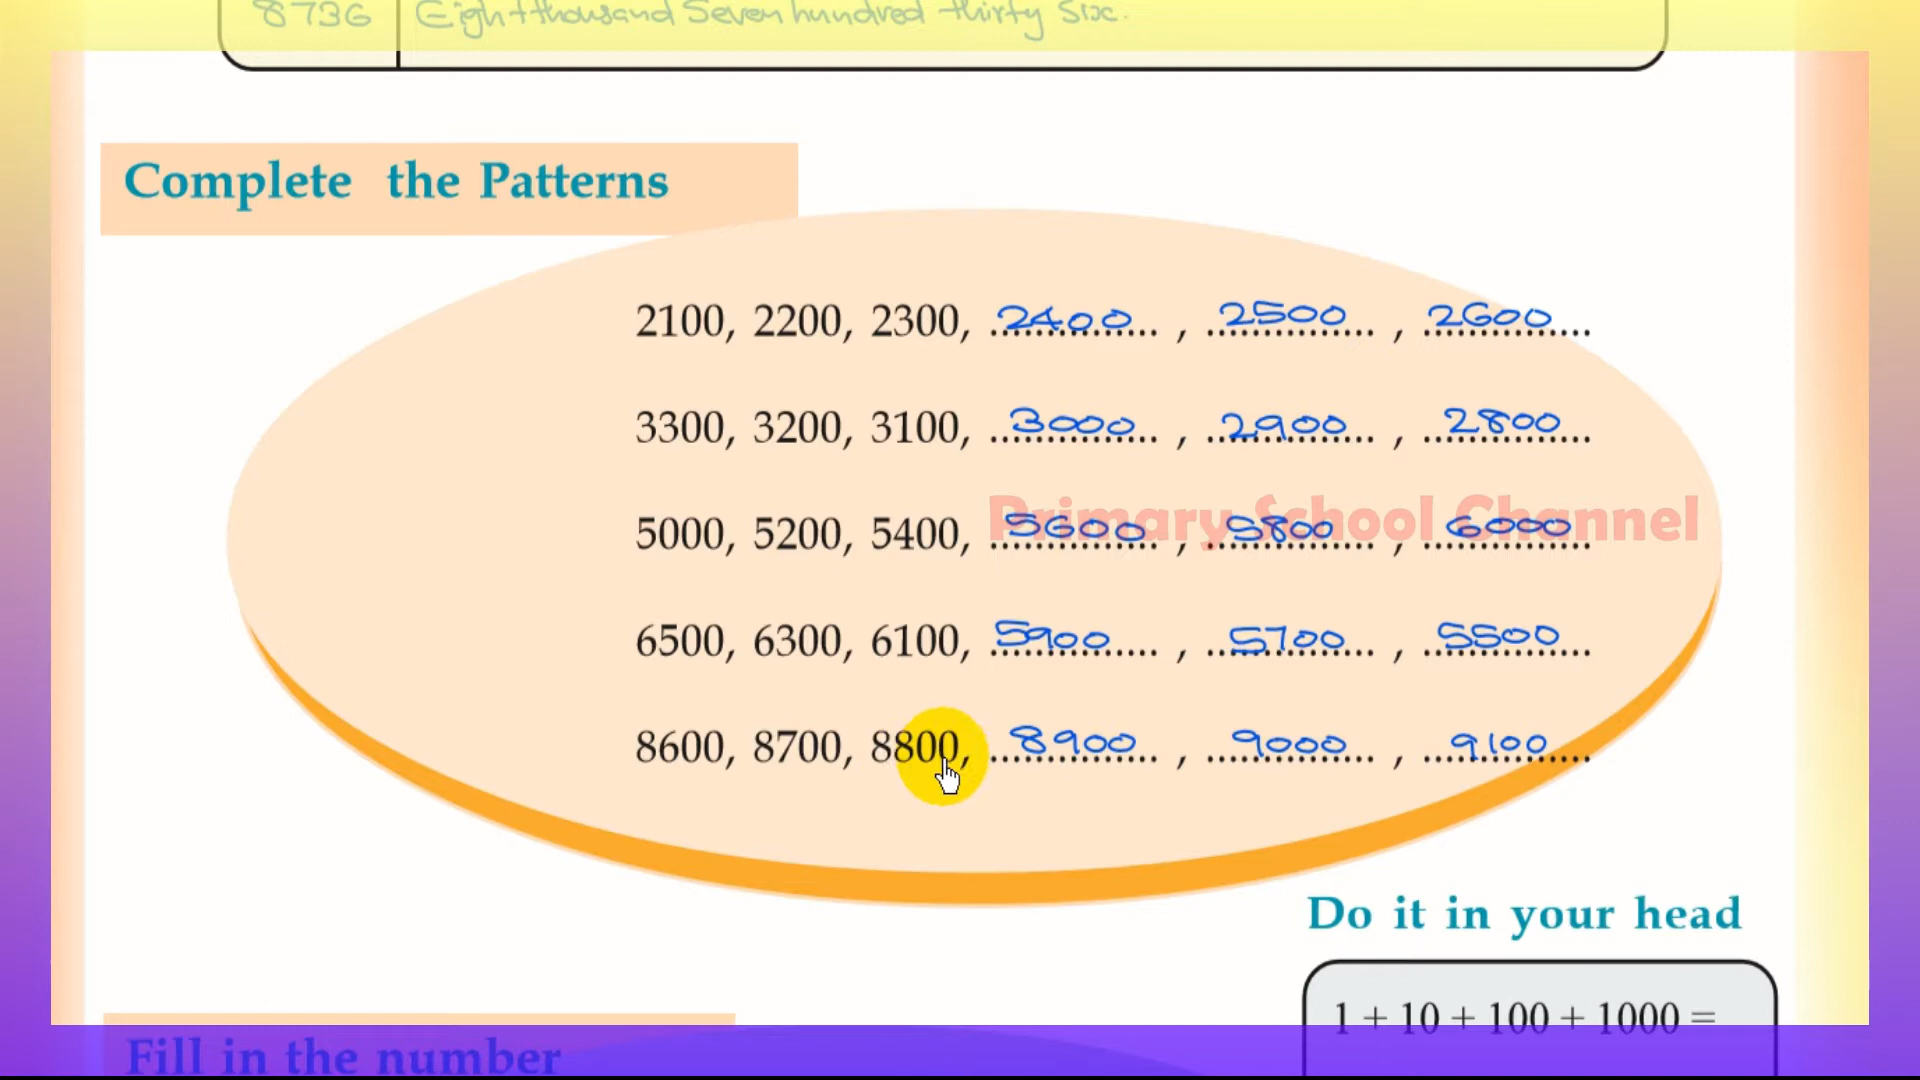 8736 Eight thousand Seven hundred thirty Six.
Complete the Patterns
2100, 2200, 2300, 2400, 2500, 2600
3300, 3200, 3100, 3000, 2900, 2800
Primary School Channel
5000, 5200, 5400, 5600, 5800, 6000
6500, 6300, 6100, 5900, 5700, 5500
8600, 8700, 8800, 8900, 9000, 9100
Do it in your head
1 + 10 + 100 + 1000 =
Fill in the number